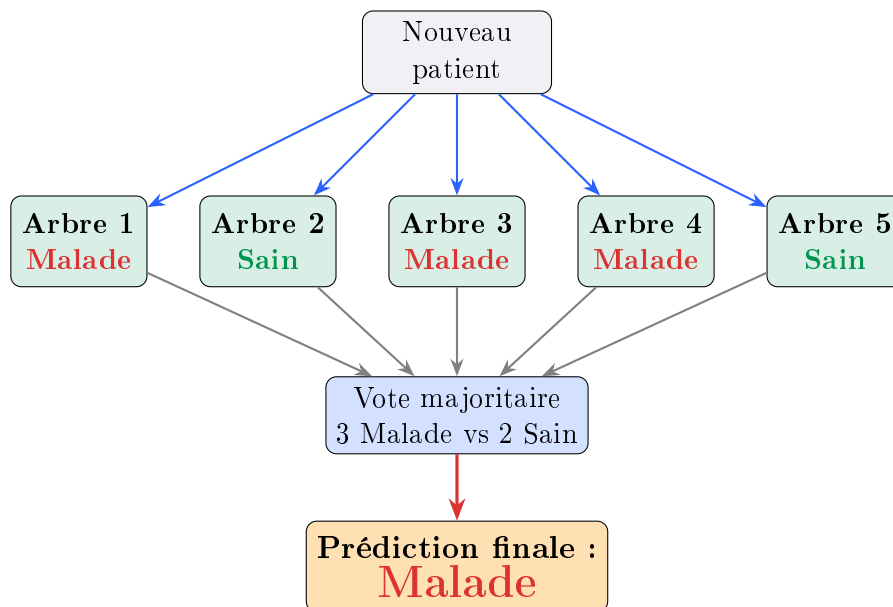 Nouveau
patient
Arbre 1
Malade
Arbre 2
Sain
Arbre 3
Malade
Arbre 4
Malade
Arbre 5
Sain
Vote majoritaire
3 Malade vs 2 Sain
Prédiction finale :
Malade